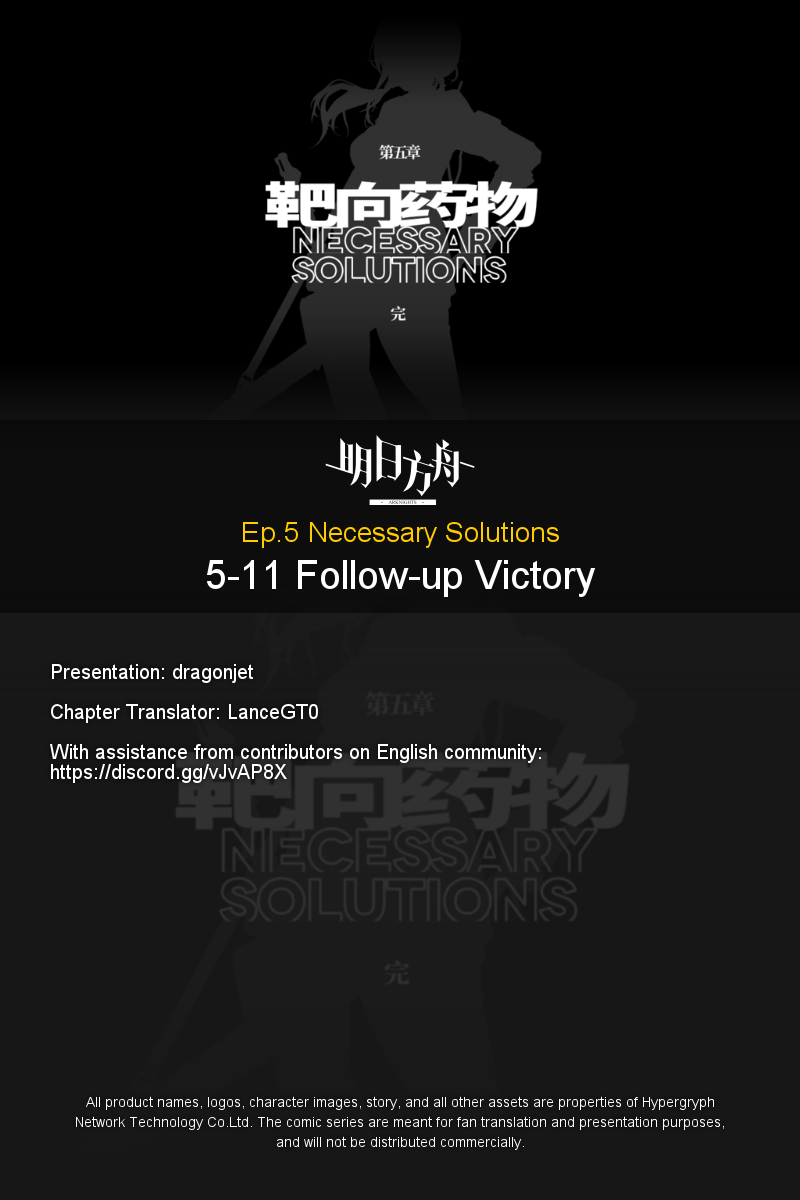 第五章
靶向药物
NECESSARY
SOLUTIONS
完
明日方舟
ARKNIGHTS
Ep.5 Necessary Solutions
5-11 Follow-up Victory
Presentation: dragonjet
第五章
Chapter Translator: LanceGT0
With assistance from contributors on English community:
https://discord.gg/vJvAP8X
靶向药物
NECESSARY
SOLUTIONS
完
All product names, logos, character images, story, and all other assets are properties of Hypergryph
Network Technology Co.Ltd. The comic series are meant for fan translation and presentation purposes,
and will not be distributed commercially.